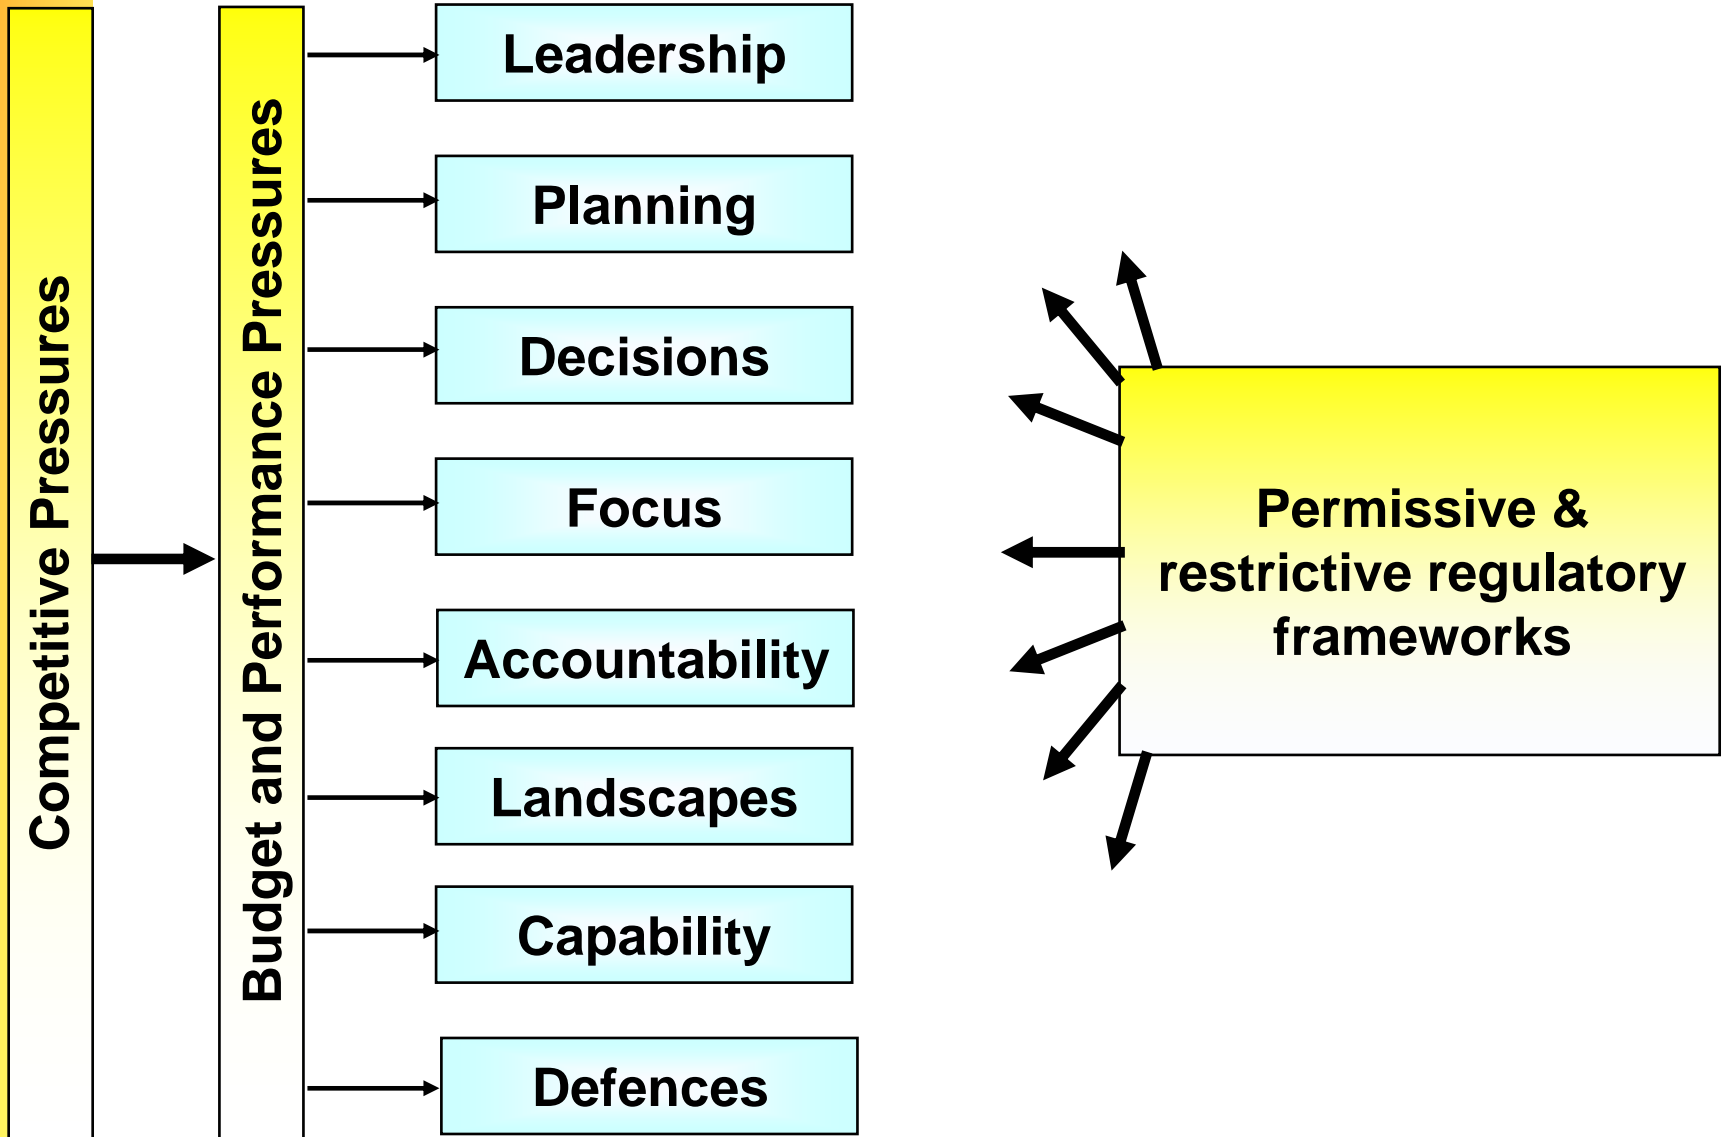 Competitive Pressures
Budget and Performance Pressures
Leadership
Planning
Decisions
Focus
Accountability
Landscapes
Capability
Defences
Permissive &
restrictive regulatory
frameworks